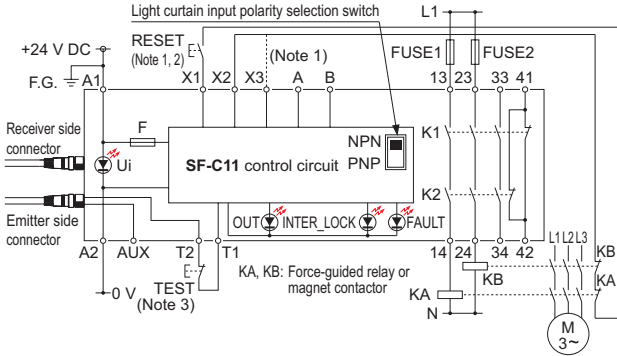 Light curtain input polarity selection switch
L1
+24 V DC
RESET
(Note 1, 2)
(Note 1)
FUSE1
FUSE2
F.G.
A1
X1
X2
X3
A
B
13
23
33
41
Receiver side
connector
F
Ui
NPN
PNP
SF-C11 control circuit
K1
K2
Emitter side
connector
OUT
INTER_LOCK
FAULT
A2
AUX
T2
T1
14
24
34
42
L1
L2
L3
KB
KA
0 V
TEST
(Note 3)
KA, KB: Force-guided relay or
magnet contactor
KB
KA
N
M
3~